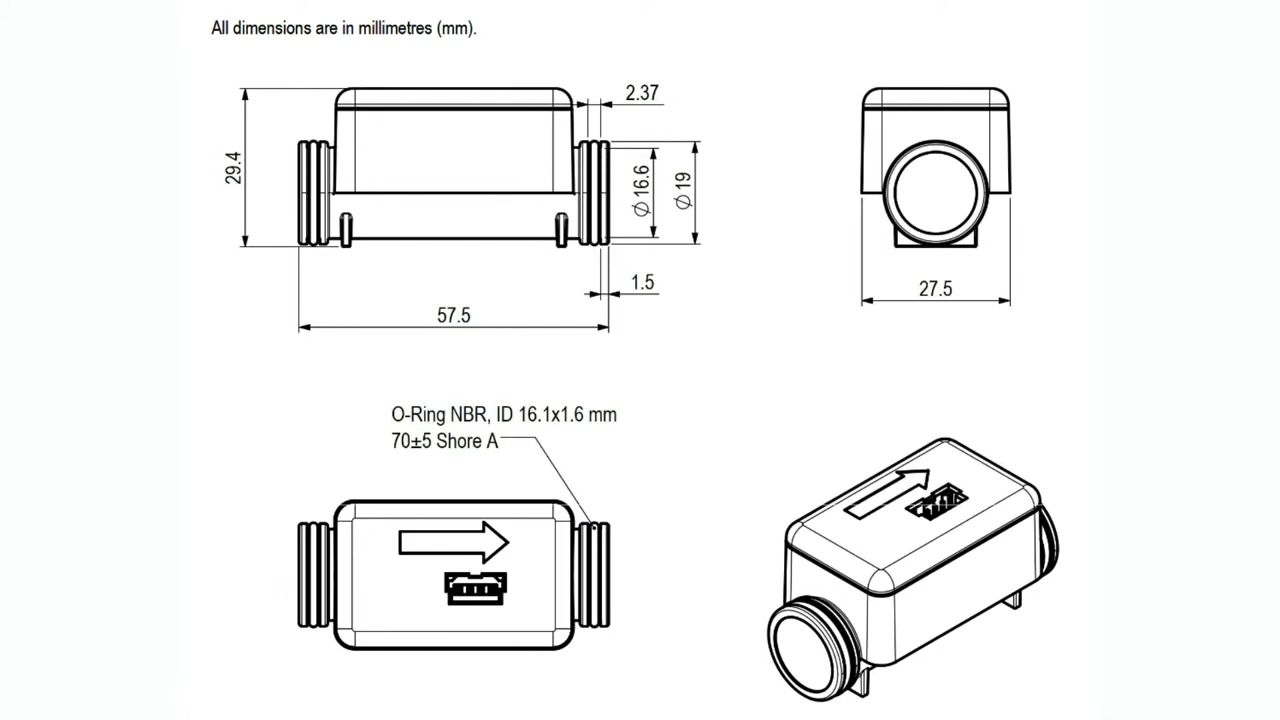 All dimensions are in millimetres (mm).
2.37
29.4
⌀ 16.6
⌀ 19
1.5
57.5
27.5
O-Ring NBR, ID 16.1x1.6 mm
70±5 Shore A